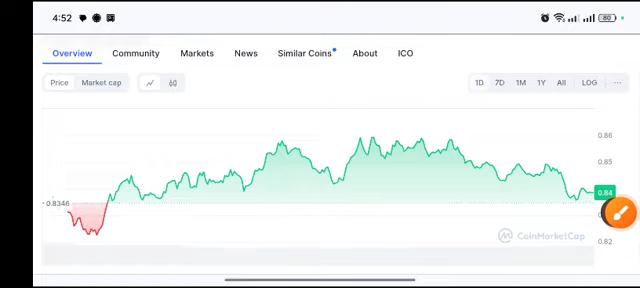 4:52
80
Overview Community Markets News Similar Coins About ICO
Price Market cap 1D 7D 1M 1Y All LOG ...
0.86
0.85
0.84
0.8346
0.82
CoinMarketCap